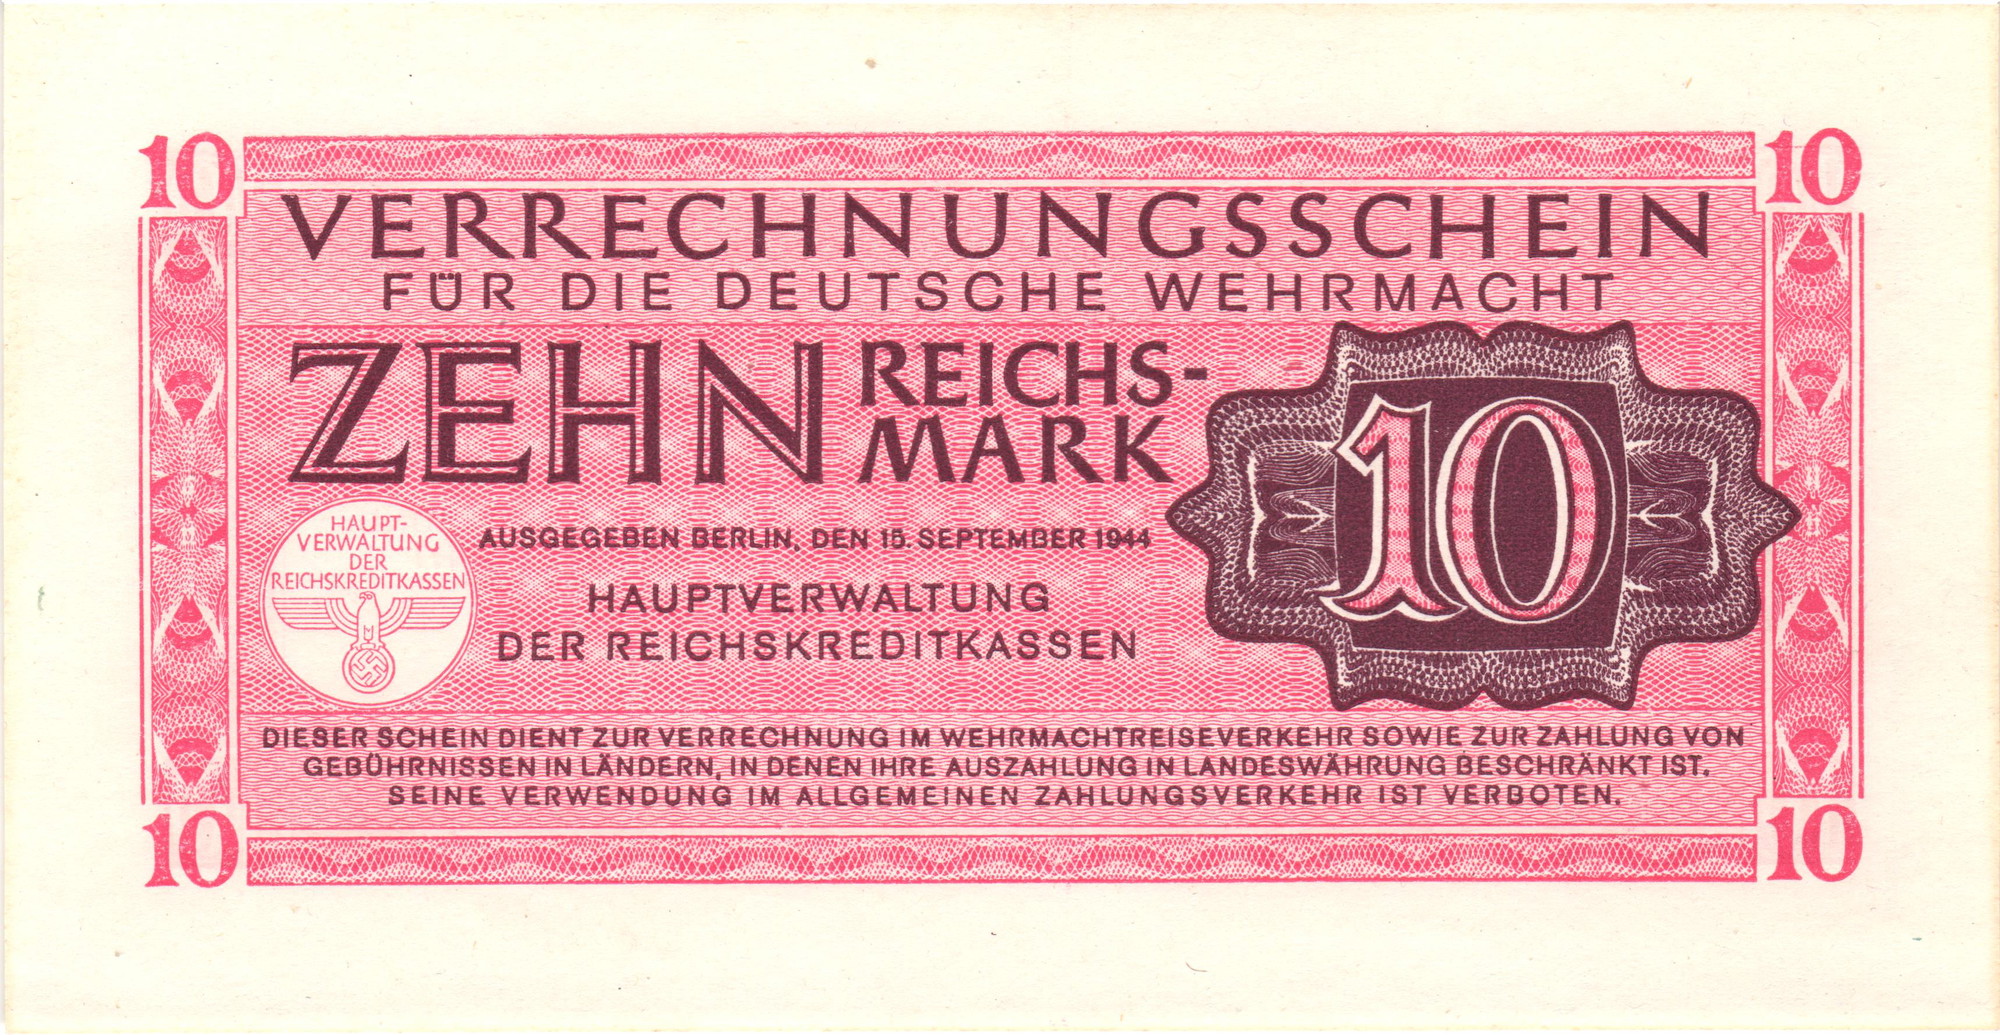 10
10
VERRECHNUNGSSCHEIN
FÜR DIE DEUTSCHE WEHRMACHT
ZEHN REICHS-
MARK
10
HAUPT-
VERWALTUNG
DER
REICHSKREDITKASSEN
AUSGEGEBEN BERLIN, DEN 15. SEPTEMBER 1944
HAUPTVERWALTUNG
DER REICHSKREDITKASSEN
DIESER SCHEIN DIENT ZUR VERRECHNUNG IM WEHRMACHTREISEVERKEHR SOWIE ZUR ZAHLUNG VON
GEBÜHRNISSEN IN LÄNDERN, IN DENEN IHRE AUSZAHLUNG IN LANDESWÄHRUNG BESCHRÄNKT IST.
SEINE VERWENDUNG IM ALLGEMEINEN ZAHLUNGSVERKEHR IST VERBOTEN.
10
10